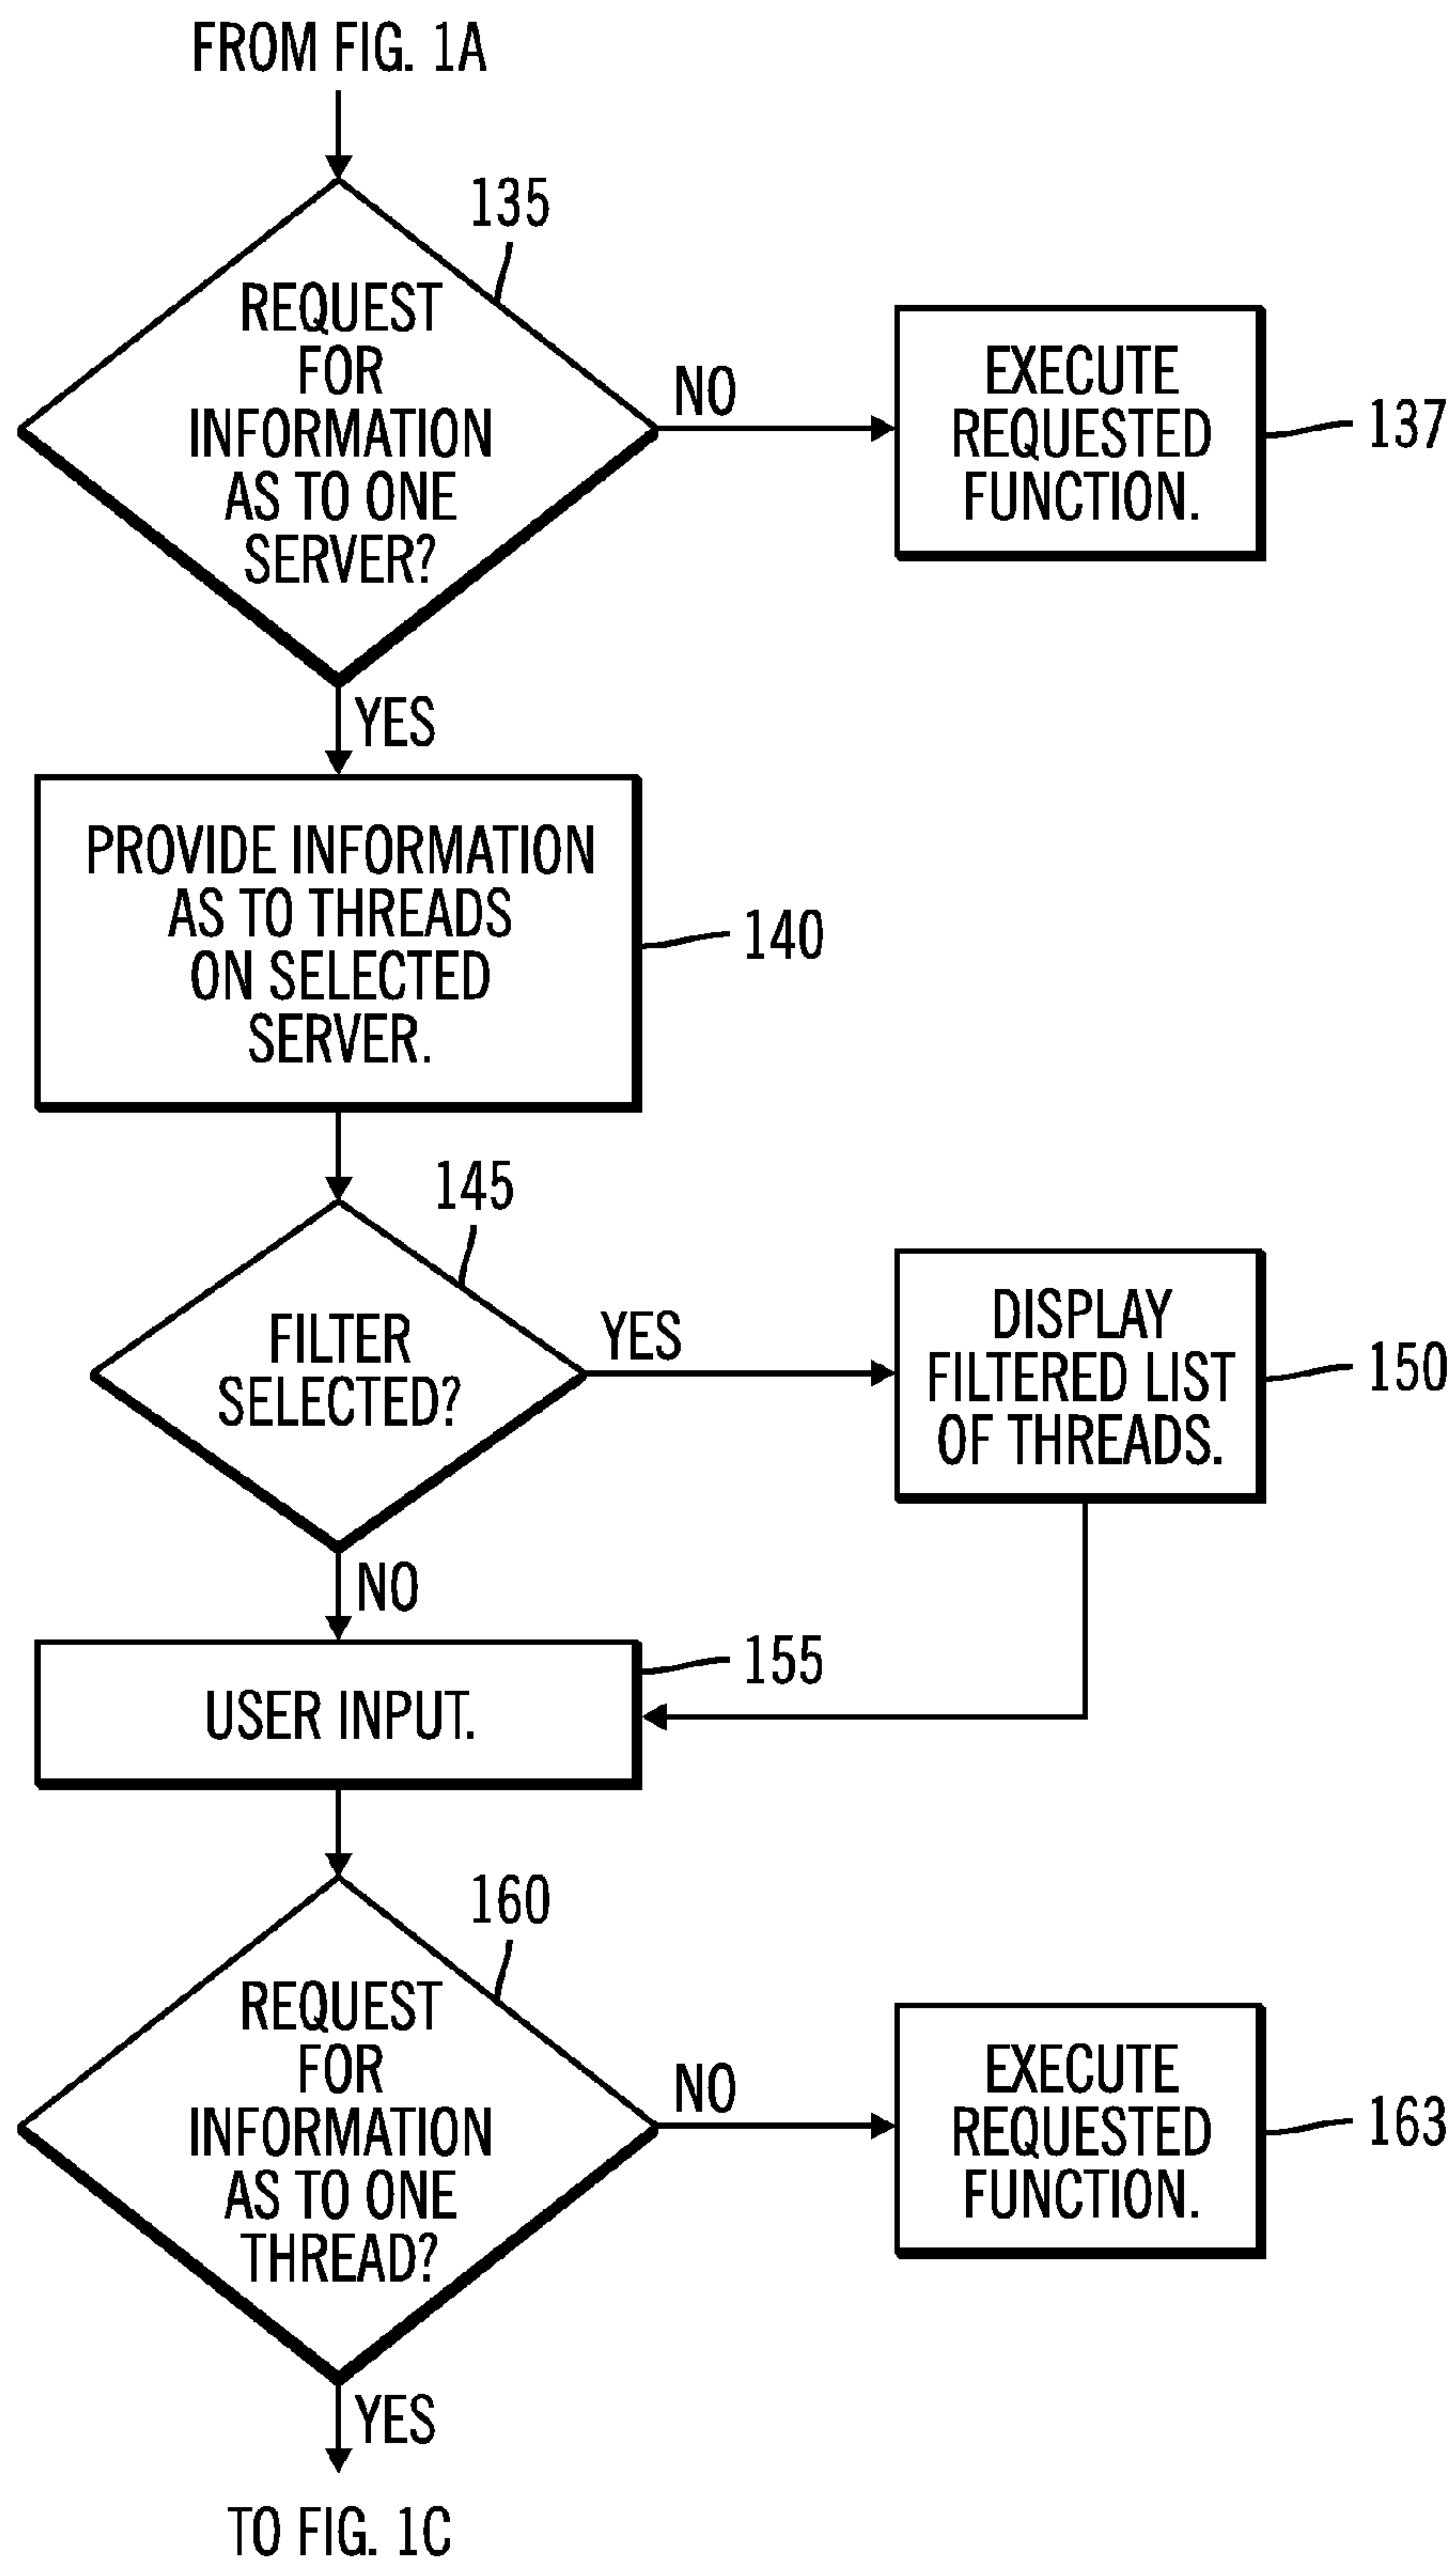 FROM FIG. 1A
135
REQUEST
FOR
INFORMATION
AS TO ONE
SERVER?
NO
EXECUTE
REQUESTED
FUNCTION.
137
YES
PROVIDE INFORMATION
AS TO THREADS
ON SELECTED
SERVER.
140
145
FILTER
SELECTED?
YES
DISPLAY
FILTERED LIST
OF THREADS.
150
NO
USER INPUT.
155
160
REQUEST
FOR
INFORMATION
AS TO ONE
THREAD?
NO
EXECUTE
REQUESTED
FUNCTION.
163
YES
TO FIG. 1C